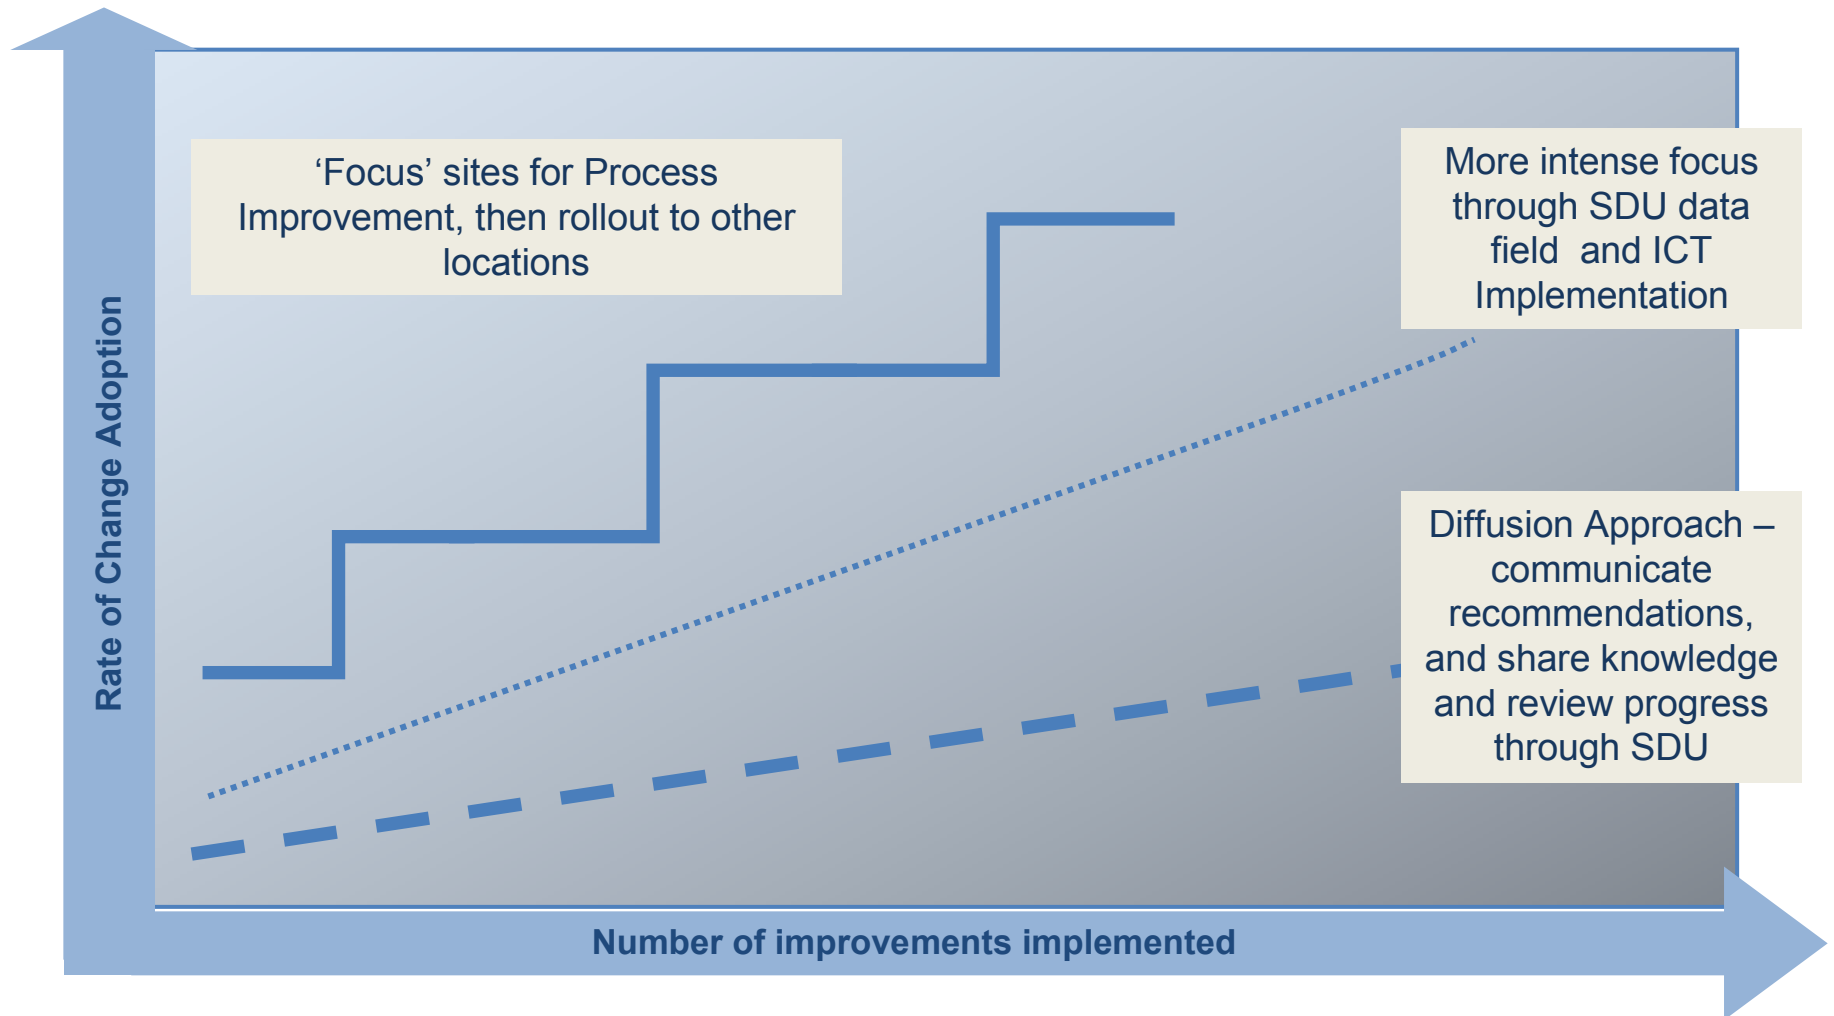 ‘Focus’ sites for Process
Improvement, then rollout to other
locations
More intense focus
through SDU data
field  and ICT
Implementation
Diffusion Approach –
communicate
recommendations,
and share knowledge
and review progress
through SDU
Rate of Change Adoption
Number of improvements implemented